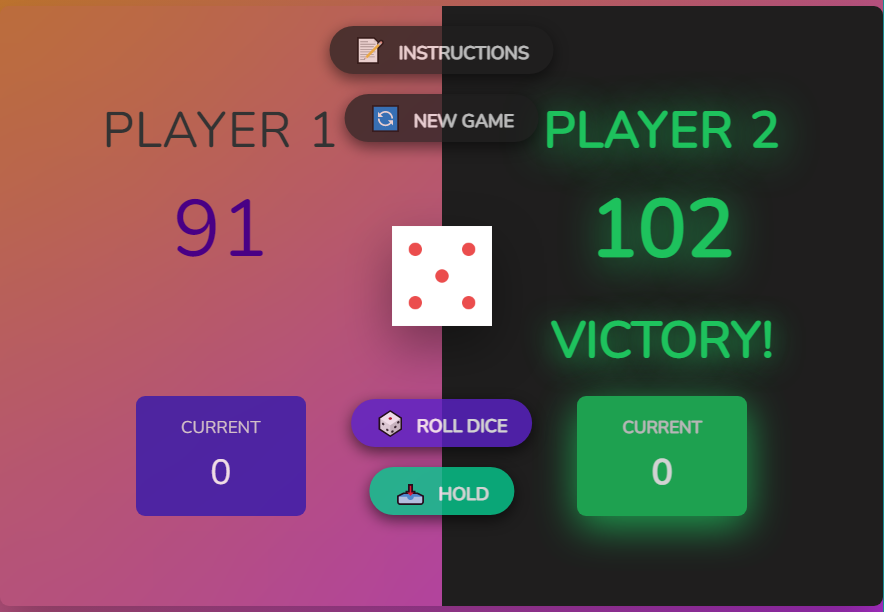 INSTRUCTIONS
NEW GAME
PLAYER 1
91
PLAYER 2
102
VICTORY!
CURRENT
0
ROLL DICE
HOLD
CURRENT
0